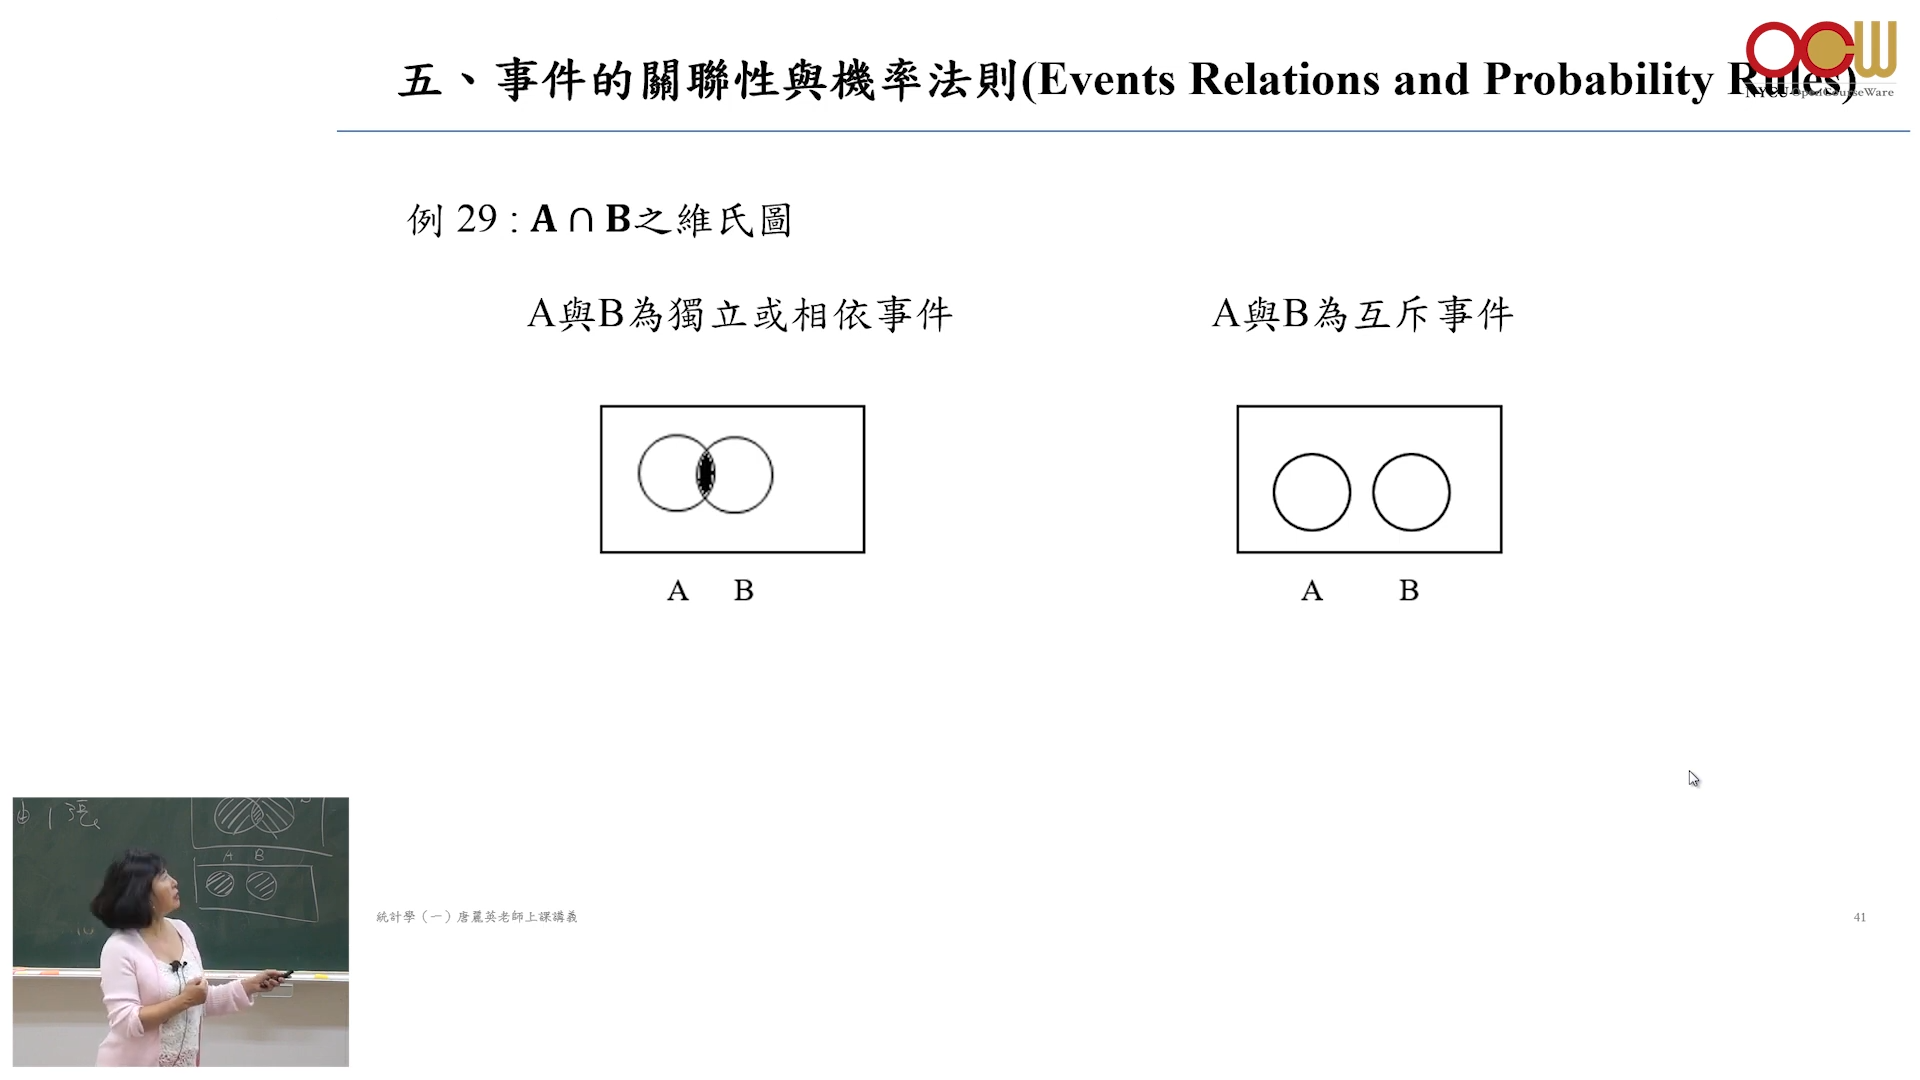 五、事件的關聯性與機率法則(Events Relations and Probability Rules)
NYCU OpenCourseWare
例 29 : A ∩ B之維氏圖
A與B為獨立或相依事件
A與B為互斥事件
A B
A B
1 張
A B
統計學（一）唐麗英老師上課講義
41